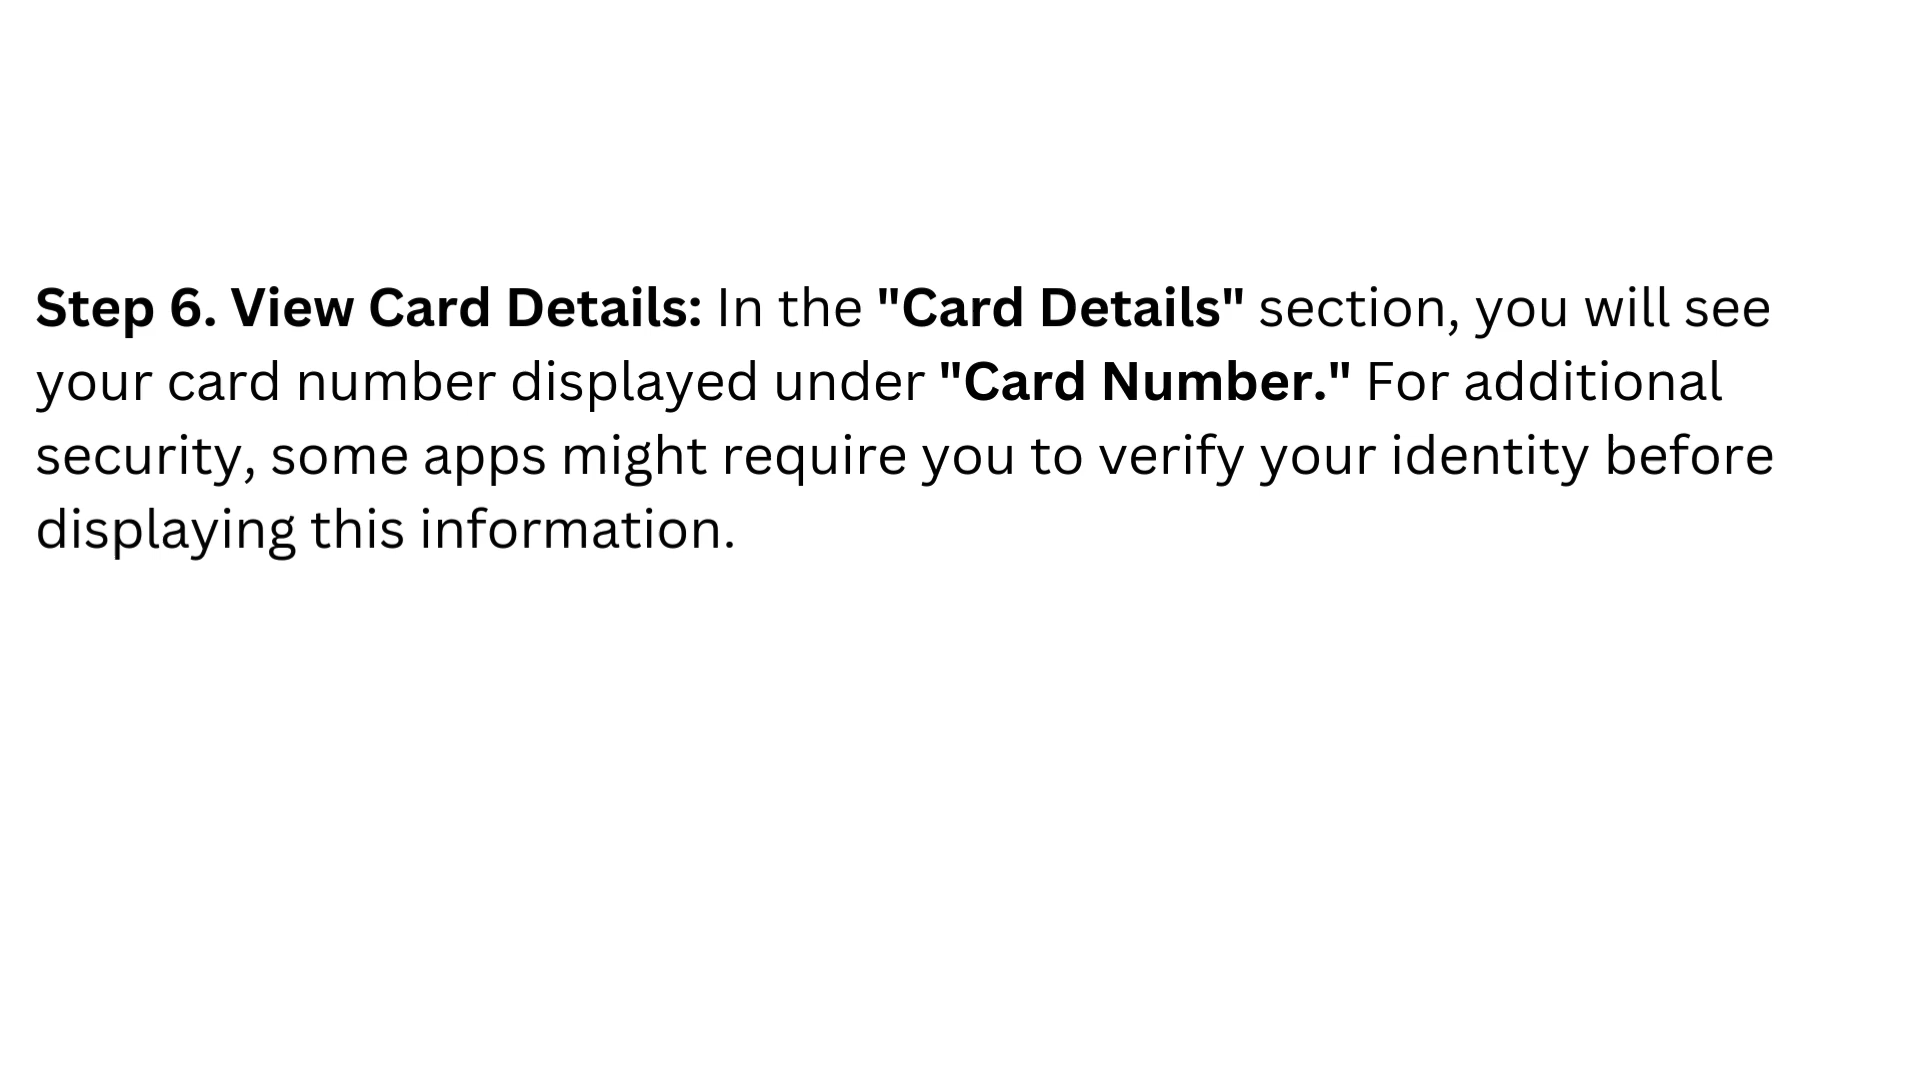 Step 6. View Card Details: In the "Card Details" section, you will see
your card number displayed under "Card Number." For additional
security, some apps might require you to verify your identity before
displaying this information.